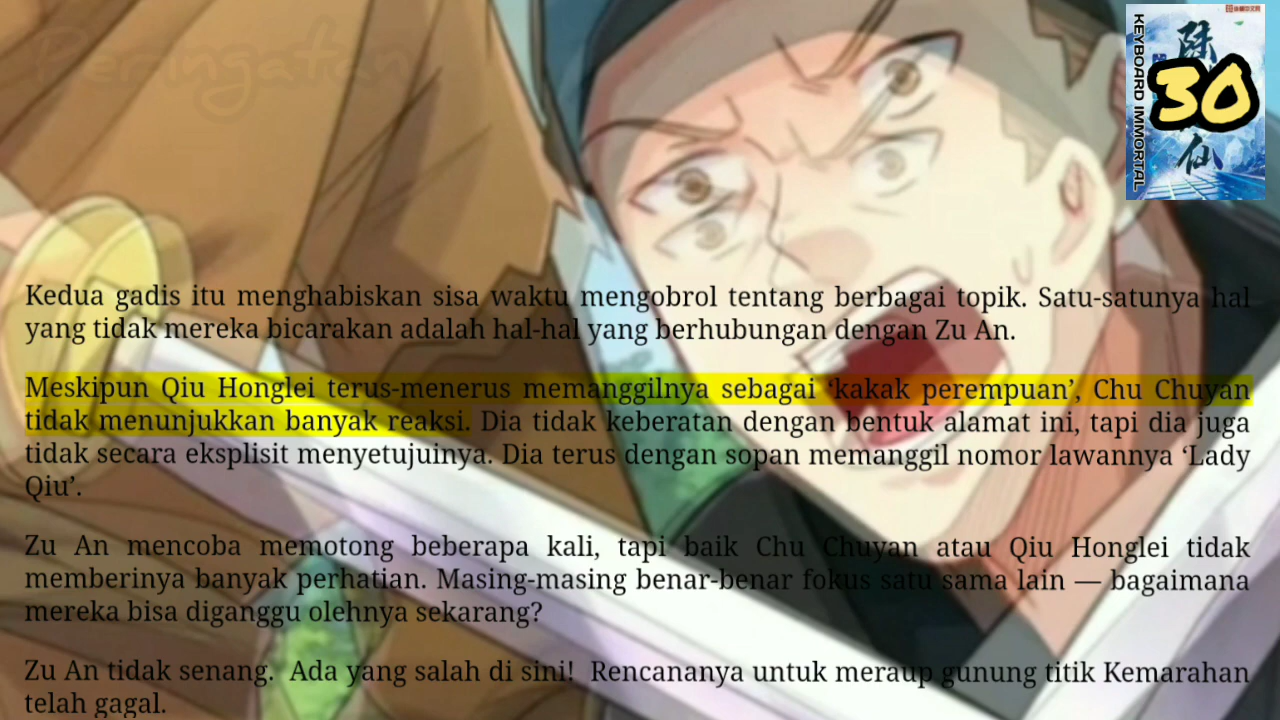 Peringatan
KEYBOARD IMMORTAL
陆
30
仙
Kedua gadis itu menghabiskan sisa waktu mengobrol tentang berbagai topik. Satu-satunya hal
yang tidak mereka bicarakan adalah hal-hal yang berhubungan dengan Zu An.
Meskipun Qiu Honglei terus-menerus memanggilnya sebagai ‘kakak perempuan’, Chu Chuyan
tidak menunjukkan banyak reaksi. Dia tidak keberatan dengan bentuk alamat ini, tapi dia juga
tidak secara eksplisit menyetujuinya. Dia terus dengan sopan memanggil nomor lawannya ‘Lady
Qiu’.
Zu An mencoba memotong beberapa kali, tapi baik Chu Chuyan atau Qiu Honglei tidak
memberinya banyak perhatian. Masing-masing benar-benar fokus satu sama lain — bagaimana
mereka bisa diganggu olehnya sekarang?
Zu An tidak senang.  Ada yang salah di sini!  Rencananya untuk meraup gunung titik Kemarahan
telah gagal.